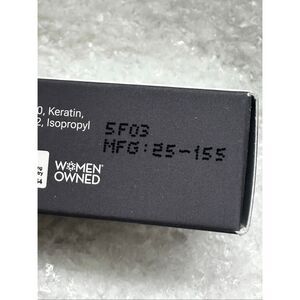 0, Keratin,
2, Isopropyl
5F03
MFG:25-155
WOMEN
OWNED